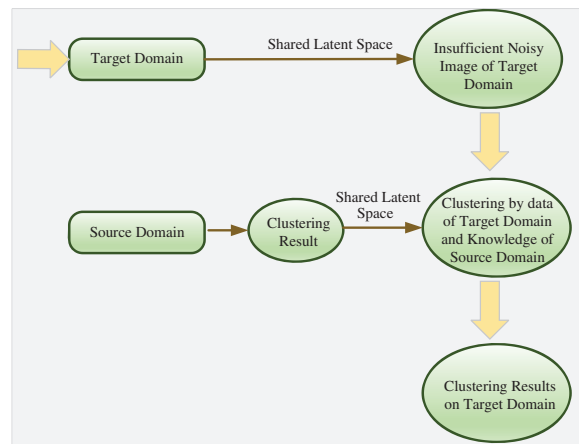 Target Domain
Shared Latent Space
Insufficient Noisy
Image of Target
Domain
Source Domain
Clustering
Result
Shared Latent
Space
Clustering by data
of Target Domain
and Knowledge of
Source Domain
Clustering Results
on Target Domain